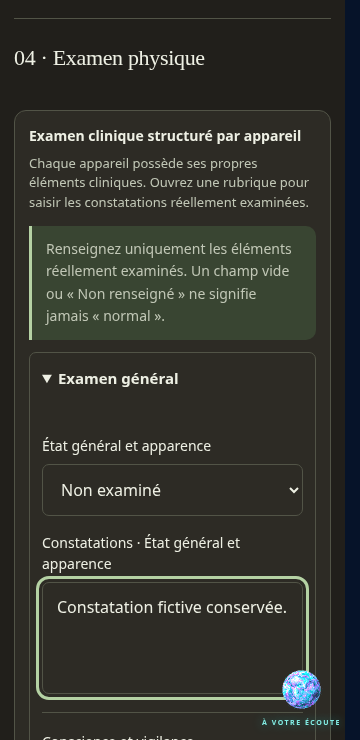 04 · Examen physique
Examen clinique structuré par appareil
Chaque appareil possède ses propres
éléments cliniques. Ouvrez une rubrique pour
saisir les constatations réellement examinées.
Renseignez uniquement les éléments
réellement examinés. Un champ vide
ou « Non renseigné » ne signifie
jamais « normal ».
▼ Examen général
État général et apparence
Non examiné
Constatations · État général et
apparence
Constatation fictive conservée.
À VOTRE ÉCOUTE